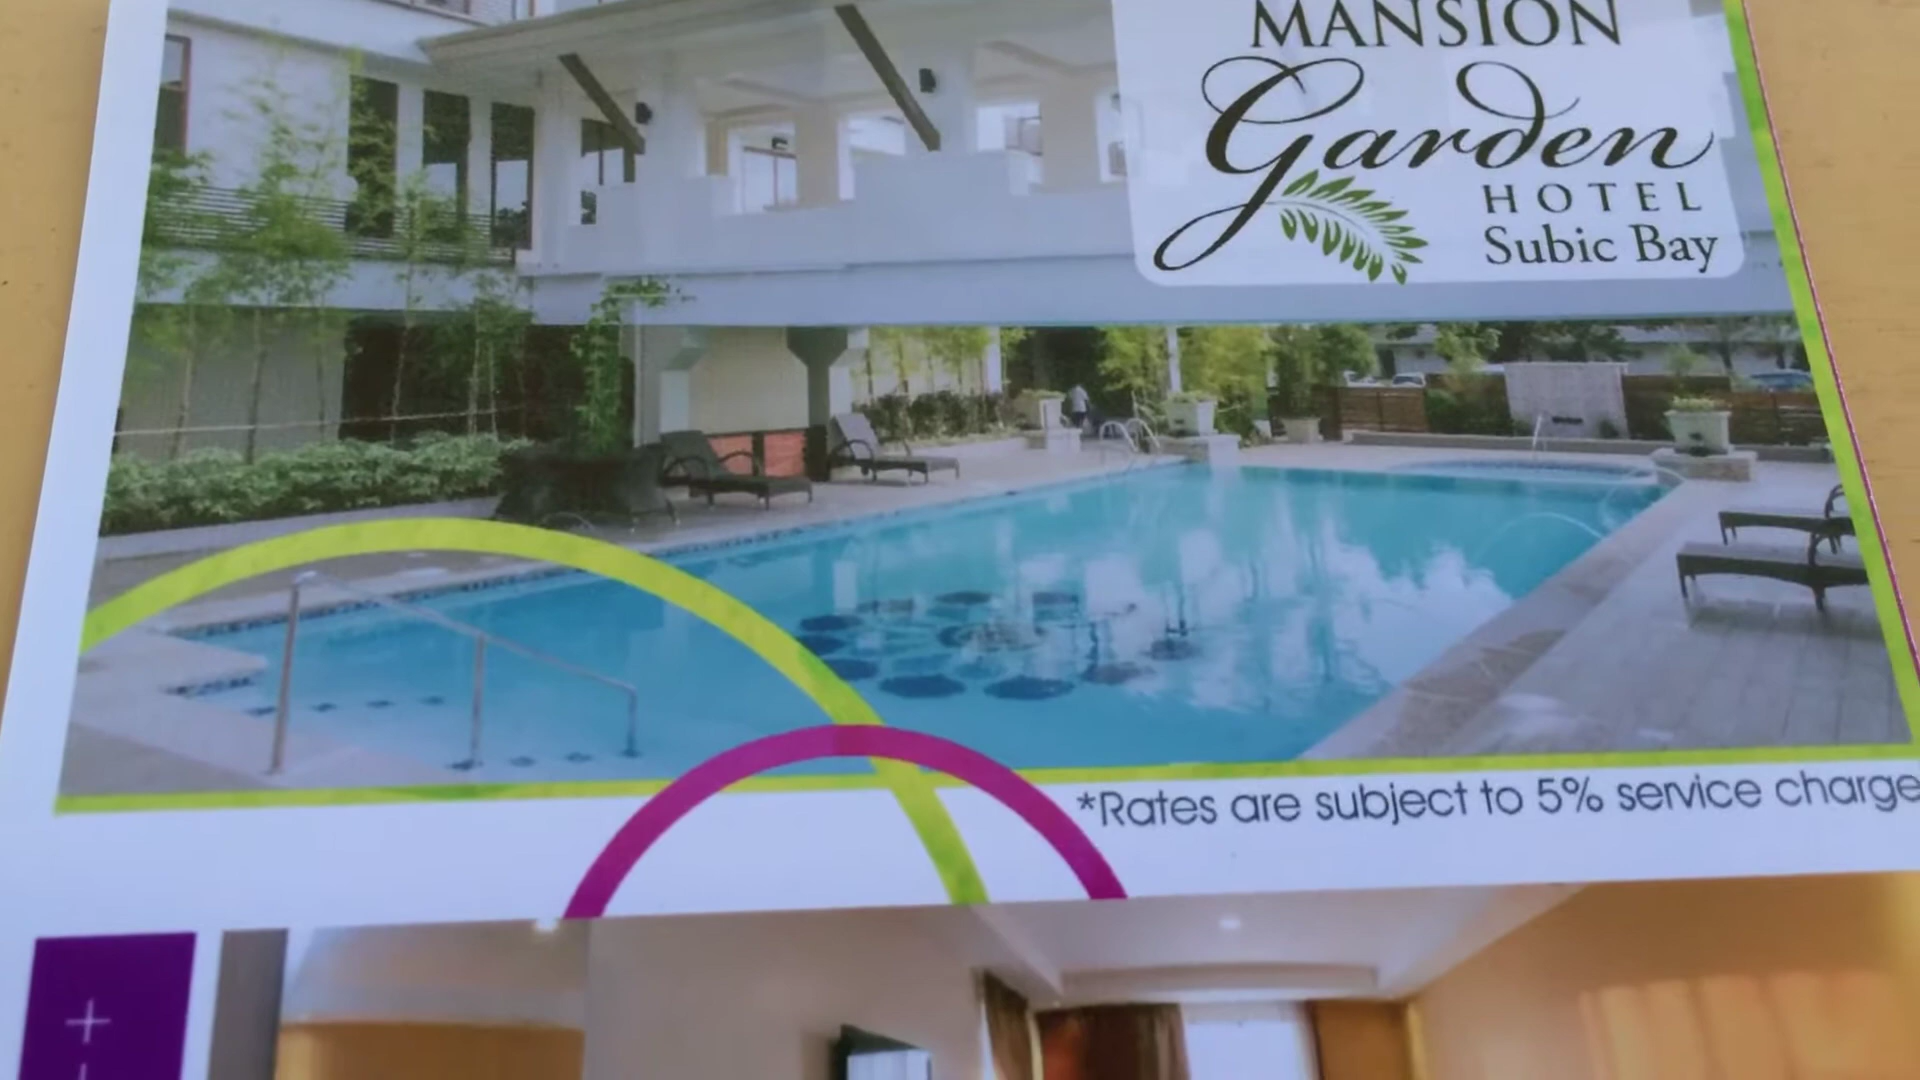 MANSION
Garden
HOTEL
Subic Bay
*Rates are subject to 5% service charge